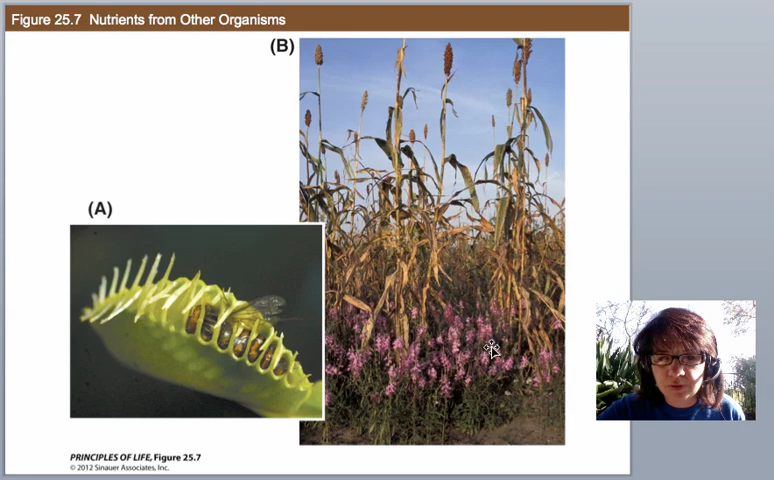 Figure 25.7 Nutrients from Other Organisms
(B)
(A)
PRINCIPLES OF LIFE, Figure 25.7
© 2012 Sinauer Associates, Inc.